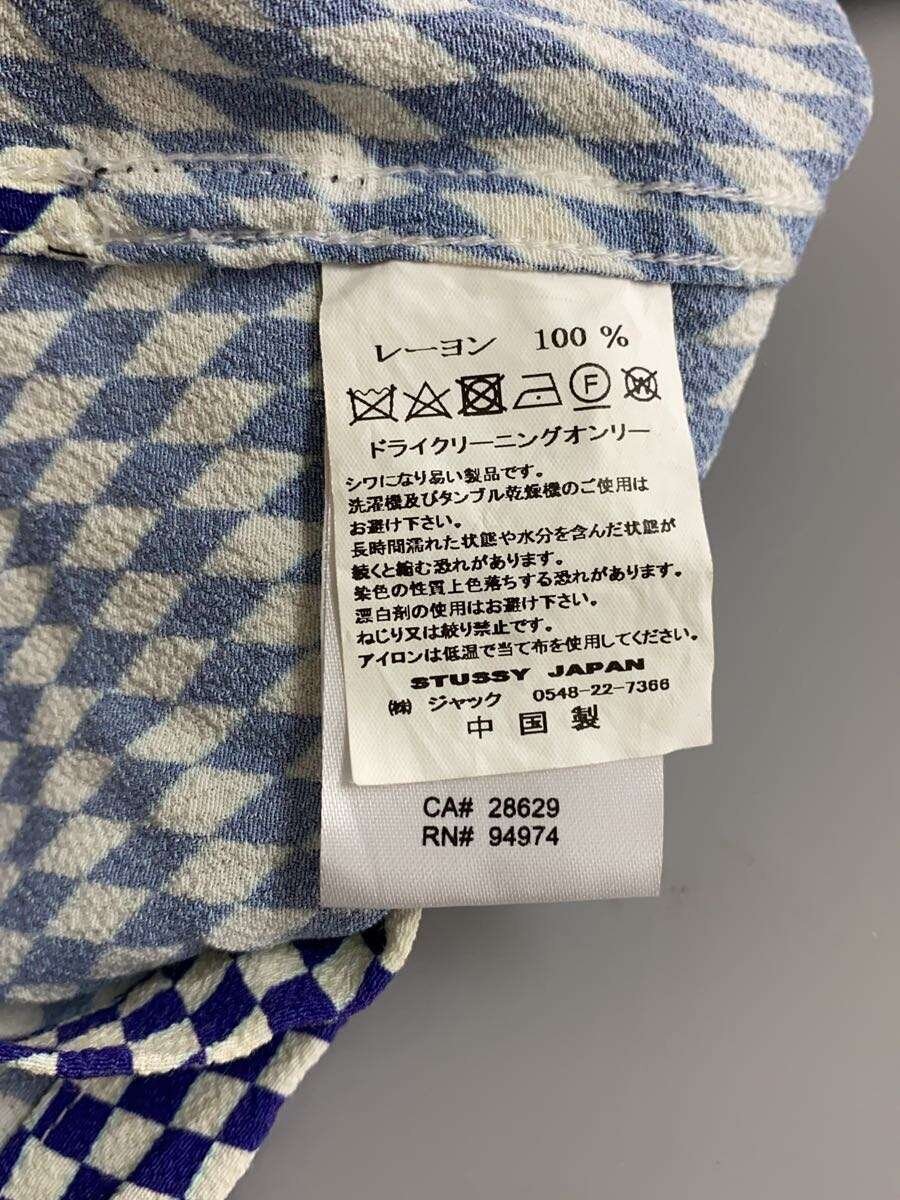 レーヨン 100 %
F W
ドライクリーニングオンリー
シワになり易い製品です。
洗濯機及びタンブル乾燥機のご使用は
お避け下さい。
長時間濡れた状態や水分を含んだ状態が
続くと縮む恐れがあります。
染色の性質上色落ちする恐れがあります。
漂白剤の使用はお避け下さい。
ねじり又は絞り禁止です。
アイロンは低温で当て布を使用してください。
STUSSY JAPAN
㈱ ジャック 0548-22-7366
中国製
CA# 28629
RN# 94974